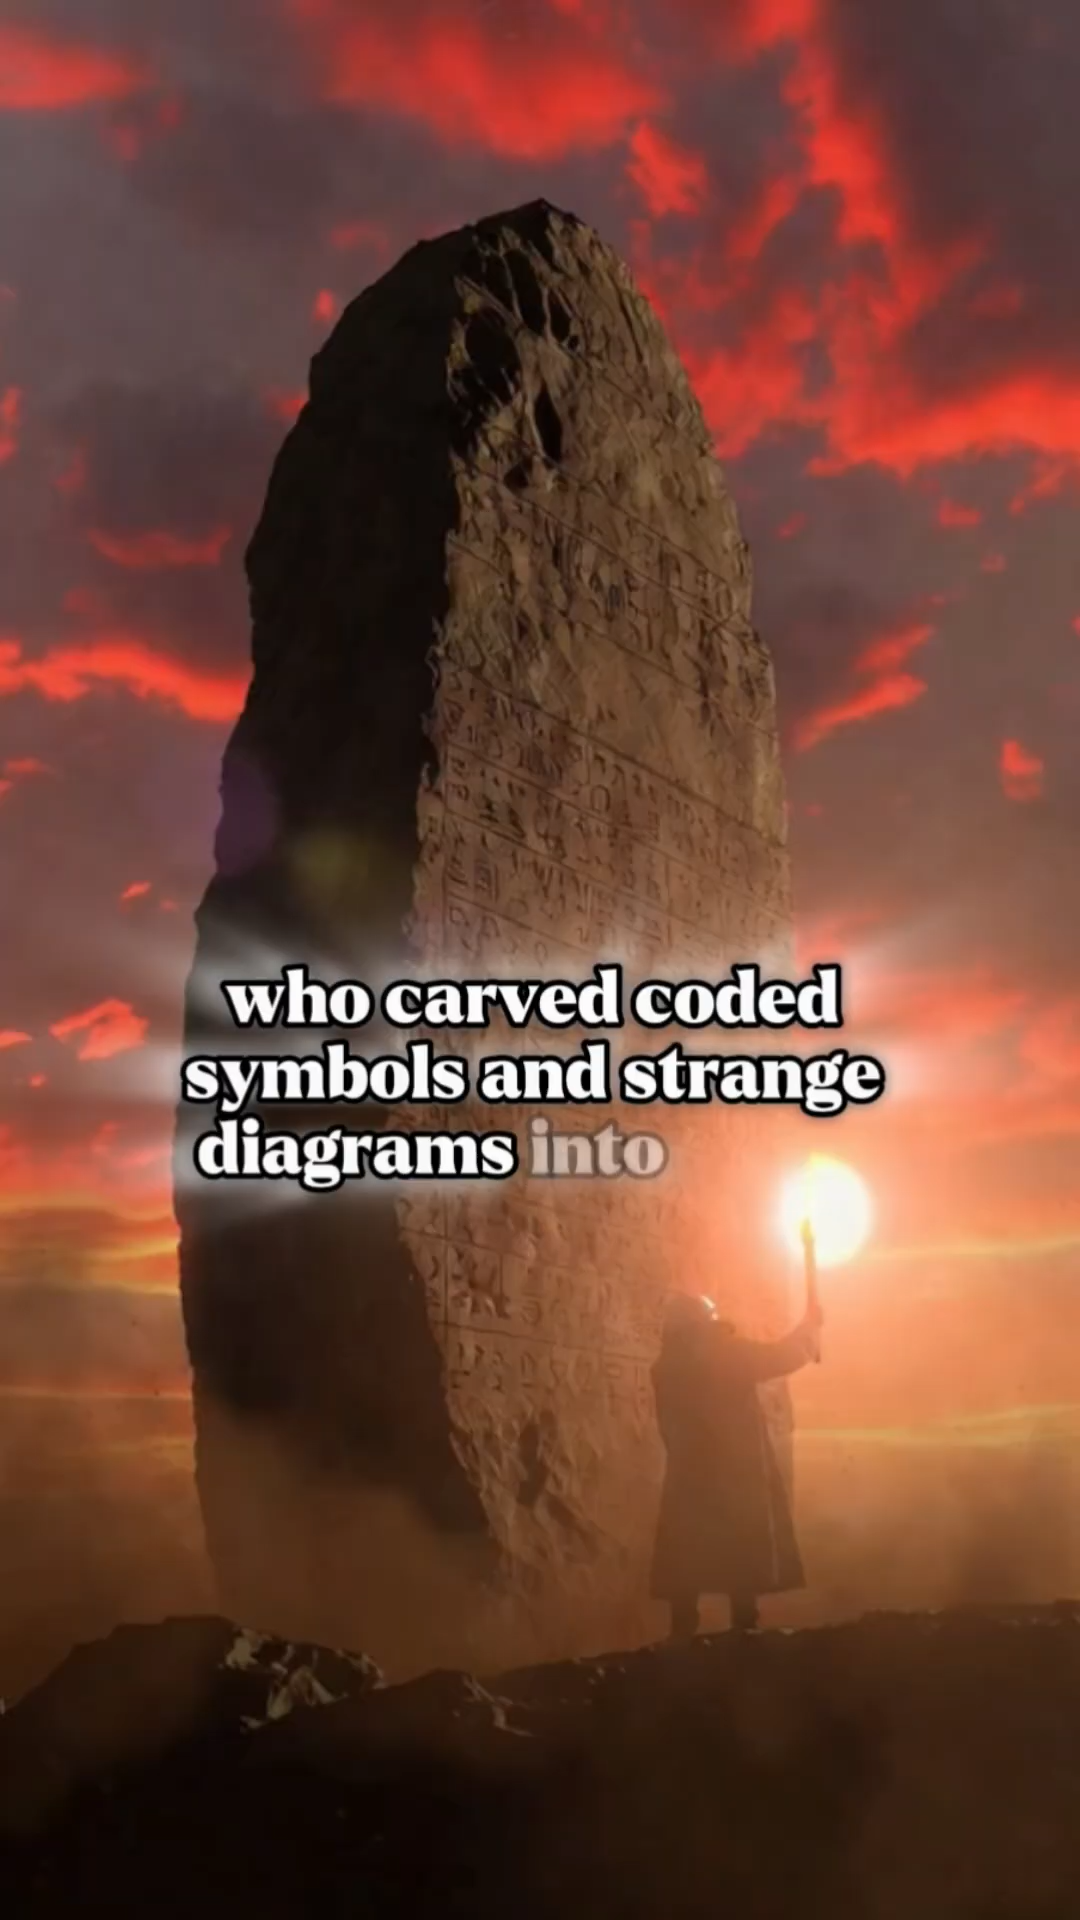 who carved coded
symbols and strange
diagrams into